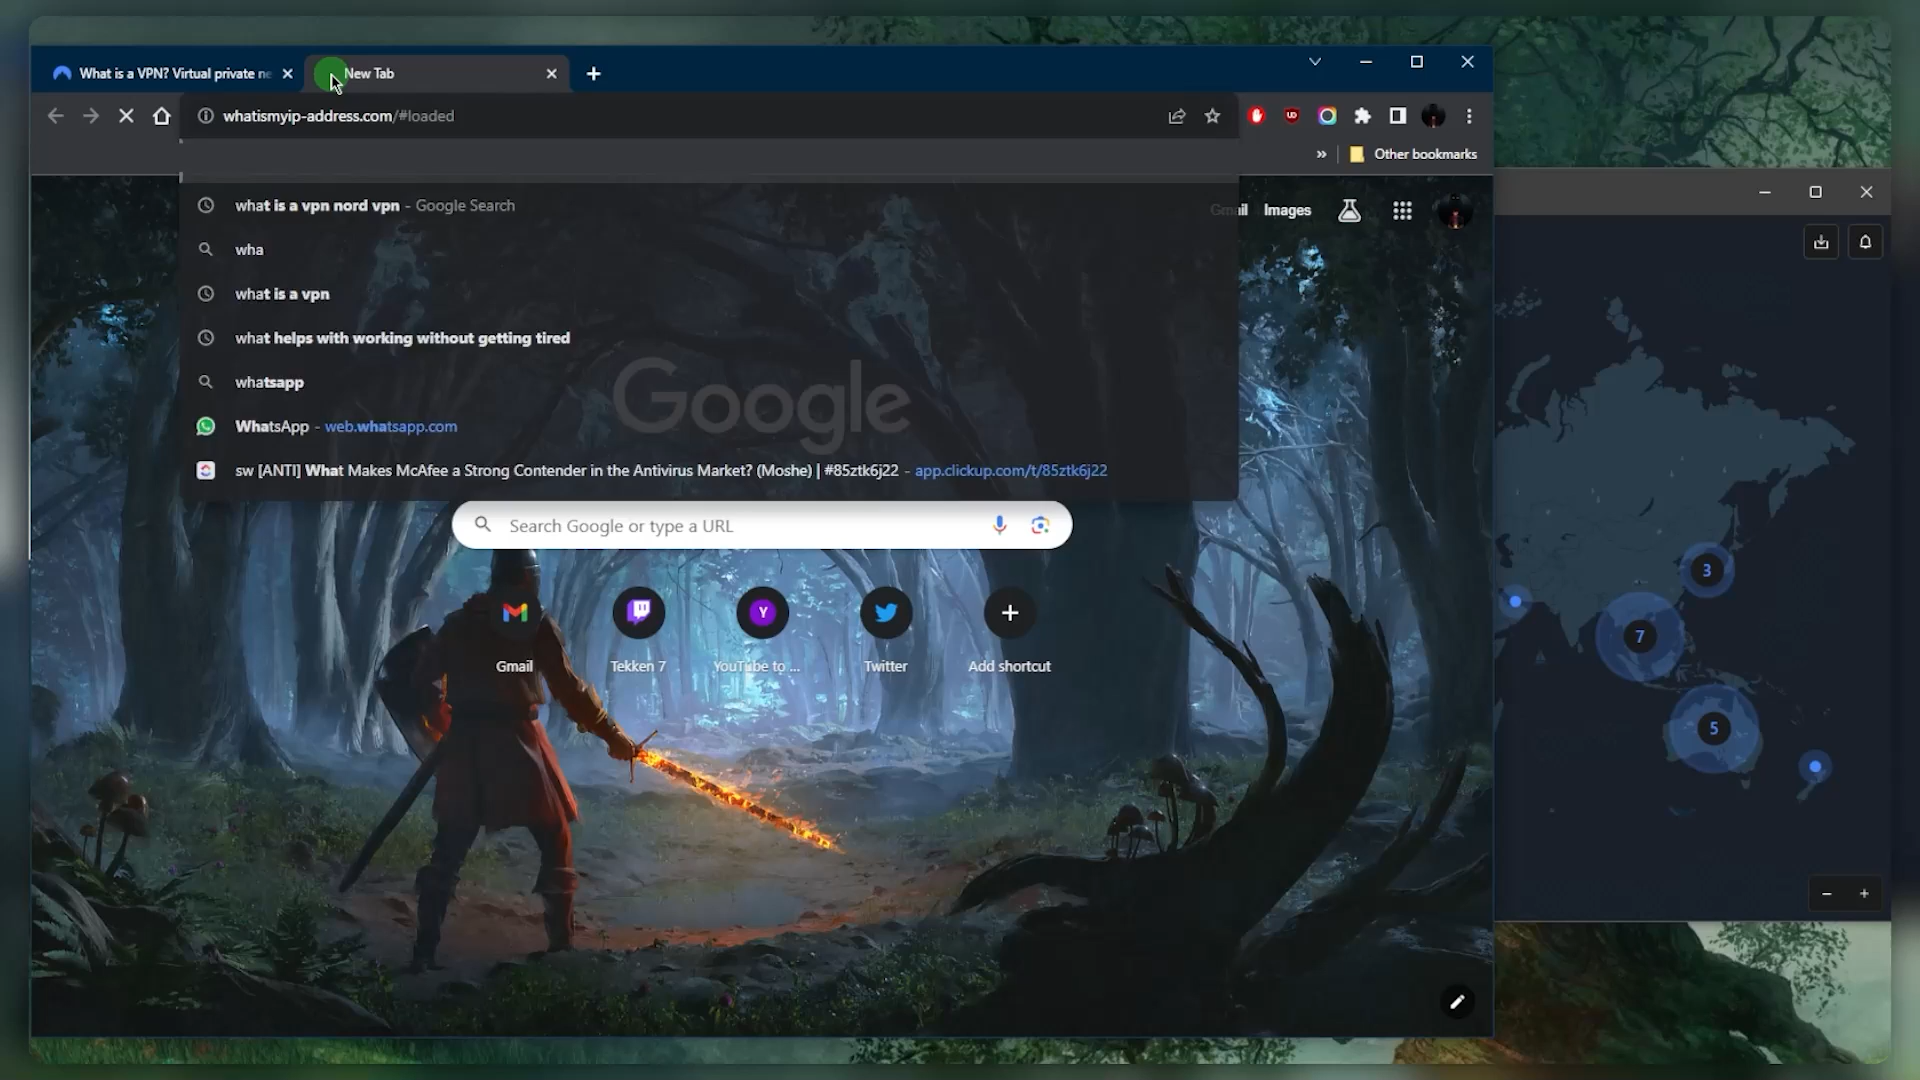 What is a VPN? Virtual private ne
New Tab
whatismyip-address.com/#loaded
Other bookmarks
what is a vpn nord vpn - Google Search
Gmail Images
wha
what is a vpn
what helps with working without getting tired
whatsapp
Google
WhatsApp - web.whatsapp.com
sw [ANTI] What Makes McAfee a Strong Contender in the Antivirus Market? (Moshe) | #85ztk6j22 - app.clickup.com/t/85ztk6j22
Search Google or type a URL
3
7
Y
Gmail
Tekken 7
YouTube to ...
Twitter
Add shortcut
5